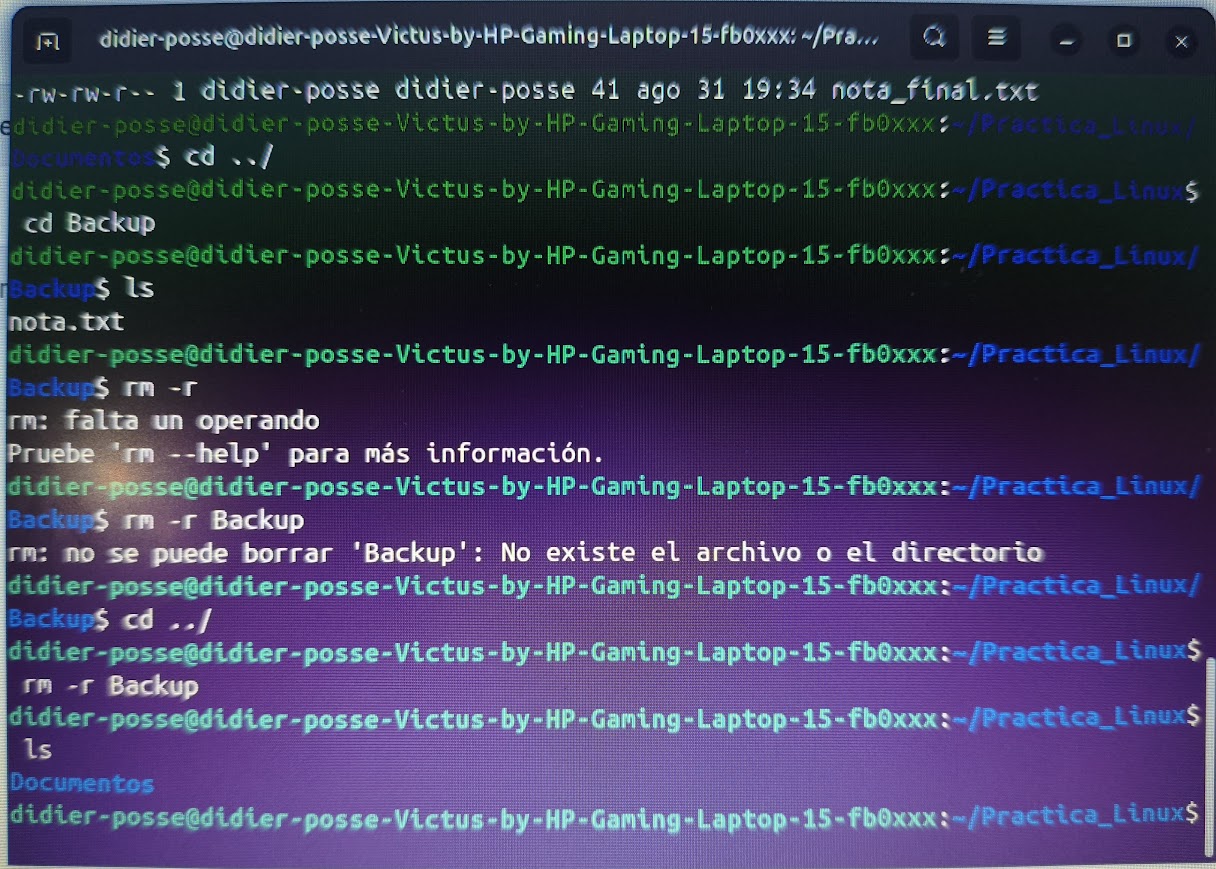 didier-posse@didier-posse-Victus-by-HP-Gaming-Laptop-15-fb0xxx: ~/Pra...
-rw-rw-r-- 1 didier-posse didier-posse 41 ago 31 19:34 nota_final.txt
didier-posse@didier-posse-Victus-by-HP-Gaming-Laptop-15-fb0xxx:~/Practica_Linux/
Documentos$ cd ../
didier-posse@didier-posse-Victus-by-HP-Gaming-Laptop-15-fb0xxx:~/Practica_Linux$
cd Backup
didier-posse@didier-posse-Victus-by-HP-Gaming-Laptop-15-fb0xxx:~/Practica_Linux/
Backup$ ls
nota.txt
didier-posse@didier-posse-Victus-by-HP-Gaming-Laptop-15-fb0xxx:~/Practica_Linux/
Backup$ rm -r
rm: falta un operando
Pruebe 'rm --help' para más información.
didier-posse@didier-posse-Victus-by-HP-Gaming-Laptop-15-fb0xxx:~/Practica_Linux/
Backup$ rm -r Backup
rm: no se puede borrar 'Backup': No existe el archivo o el directorio
didier-posse@didier-posse-Victus-by-HP-Gaming-Laptop-15-fb0xxx:~/Practica_Linux/
Backup$ cd ../
didier-posse@didier-posse-Victus-by-HP-Gaming-Laptop-15-fb0xxx:~/Practica_Linux$
rm -r Backup
didier-posse@didier-posse-Victus-by-HP-Gaming-Laptop-15-fb0xxx:~/Practica_Linux$
ls
Documentos
didier-posse@didier-posse-Victus-by-HP-Gaming-Laptop-15-fb0xxx:~/Practica_Linux$